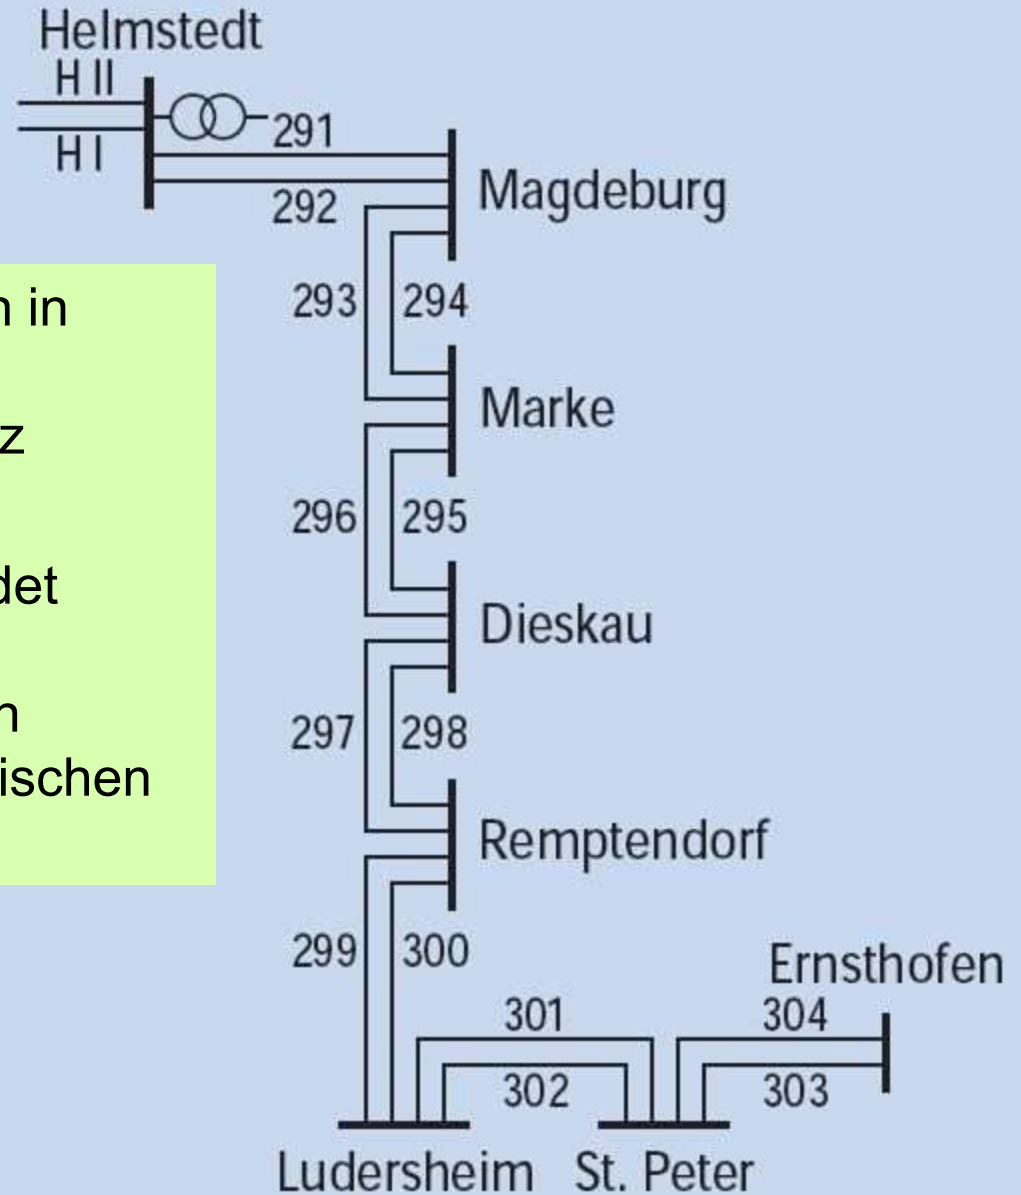 Helmstedt
H II
H I
291
292
Magdeburg
n in
z
det
n
ischen
293
294
Marke
296
295
Dieskau
297
298
Remptendorf
299
300
Ernsthofen
301
302
304
303
Ludersheim
St. Peter